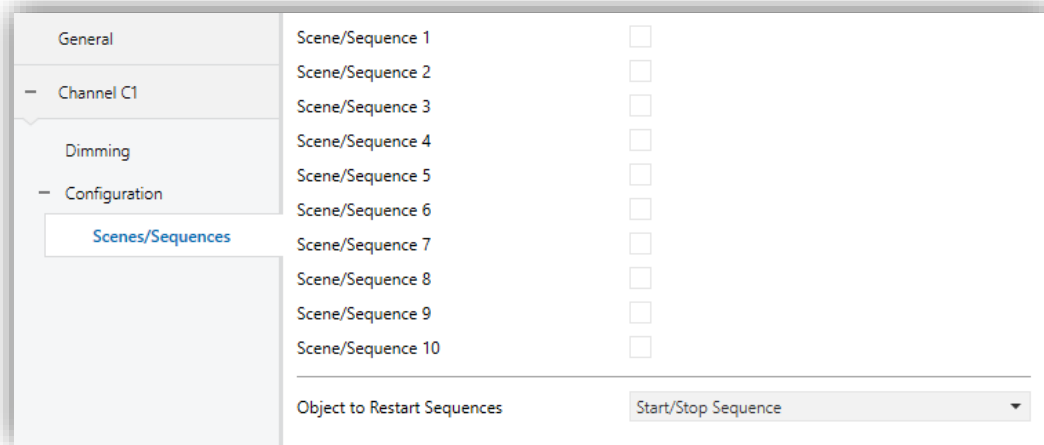 General
Channel C1
Dimming
Configuration
Scenes/Sequences
Scene/Sequence 1
Scene/Sequence 2
Scene/Sequence 3
Scene/Sequence 4
Scene/Sequence 5
Scene/Sequence 6
Scene/Sequence 7
Scene/Sequence 8
Scene/Sequence 9
Scene/Sequence 10
Object to Restart Sequences
Start/Stop Sequence